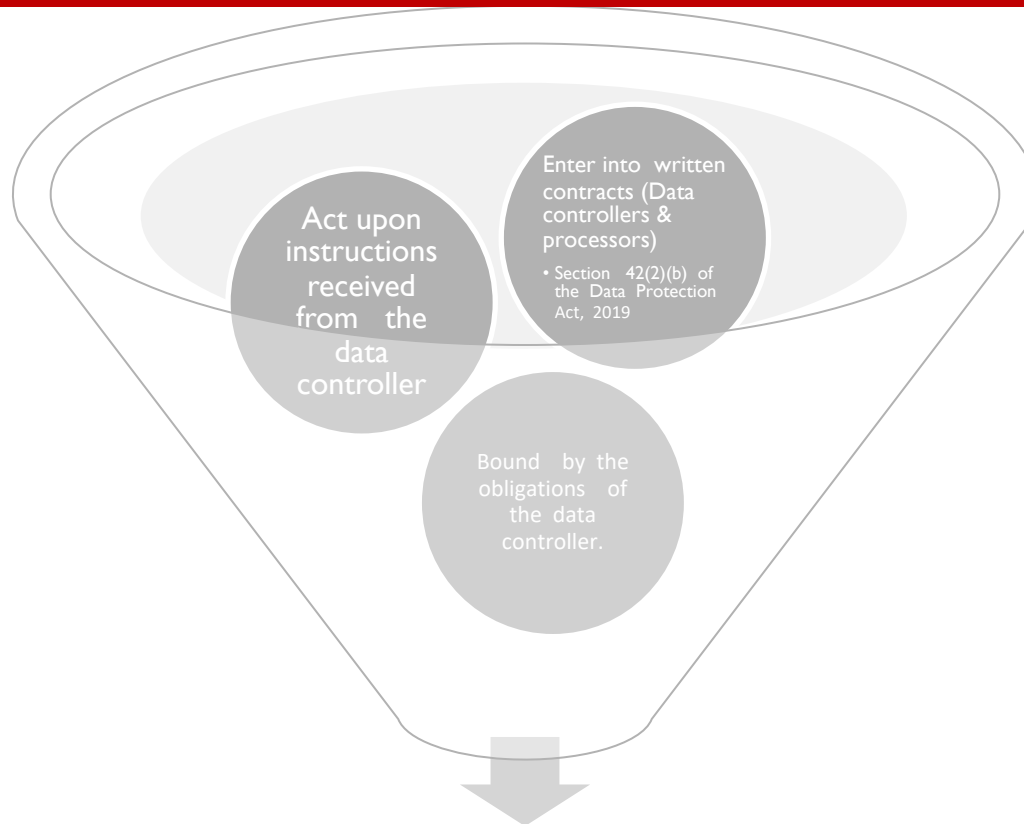 Act upon
instructions
received
from the
data
controller
Enter into written
contracts (Data
controllers &
processors)
• Section 42(2)(b) of
the Data Protection
Act, 2019
Bound by the
obligations of
the data
controller.